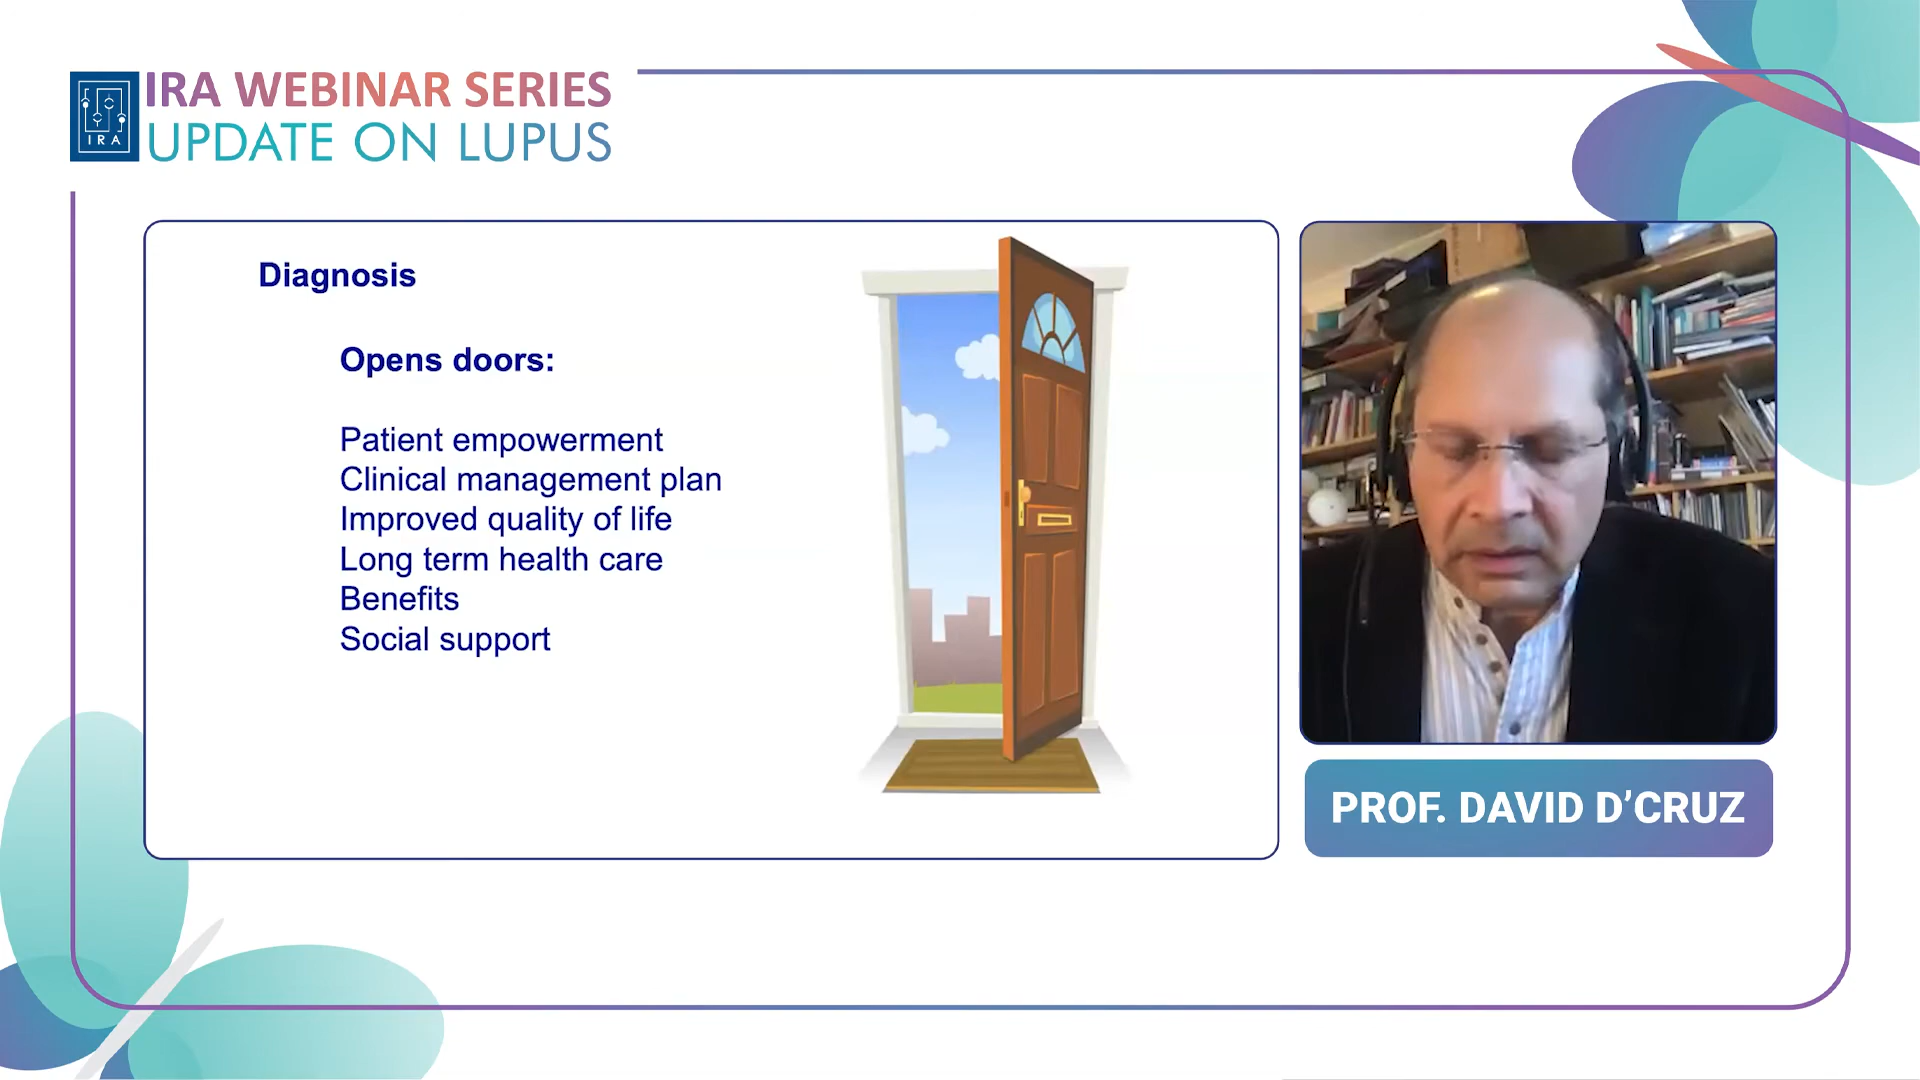 IRA WEBINAR SERIES
UPDATE ON LUPUS
IRA
Diagnosis
Opens doors:
Patient empowerment
Clinical management plan
Improved quality of life
Long term health care
Benefits
Social support
PROF. DAVID D’CRUZ